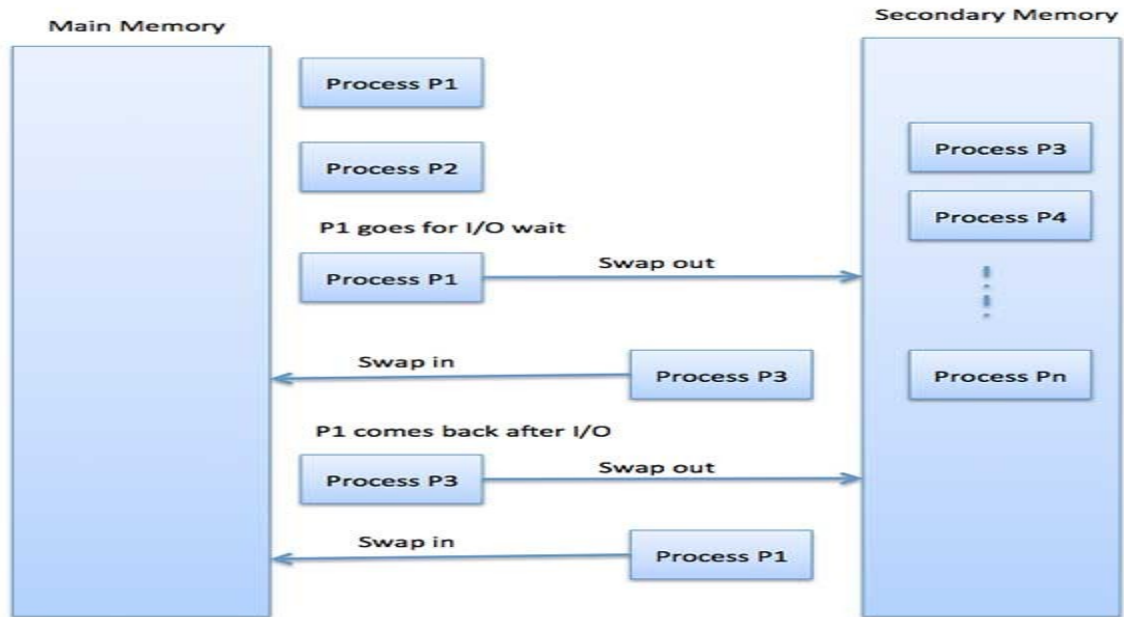 Main Memory
Secondary Memory
Process P1
Process P2
Process P3
Process P4
P1 goes for I/O wait
Process P1
Swap out
Swap in
Process P3
Process Pn
P1 comes back after I/O
Process P3
Swap out
Swap in
Process P1